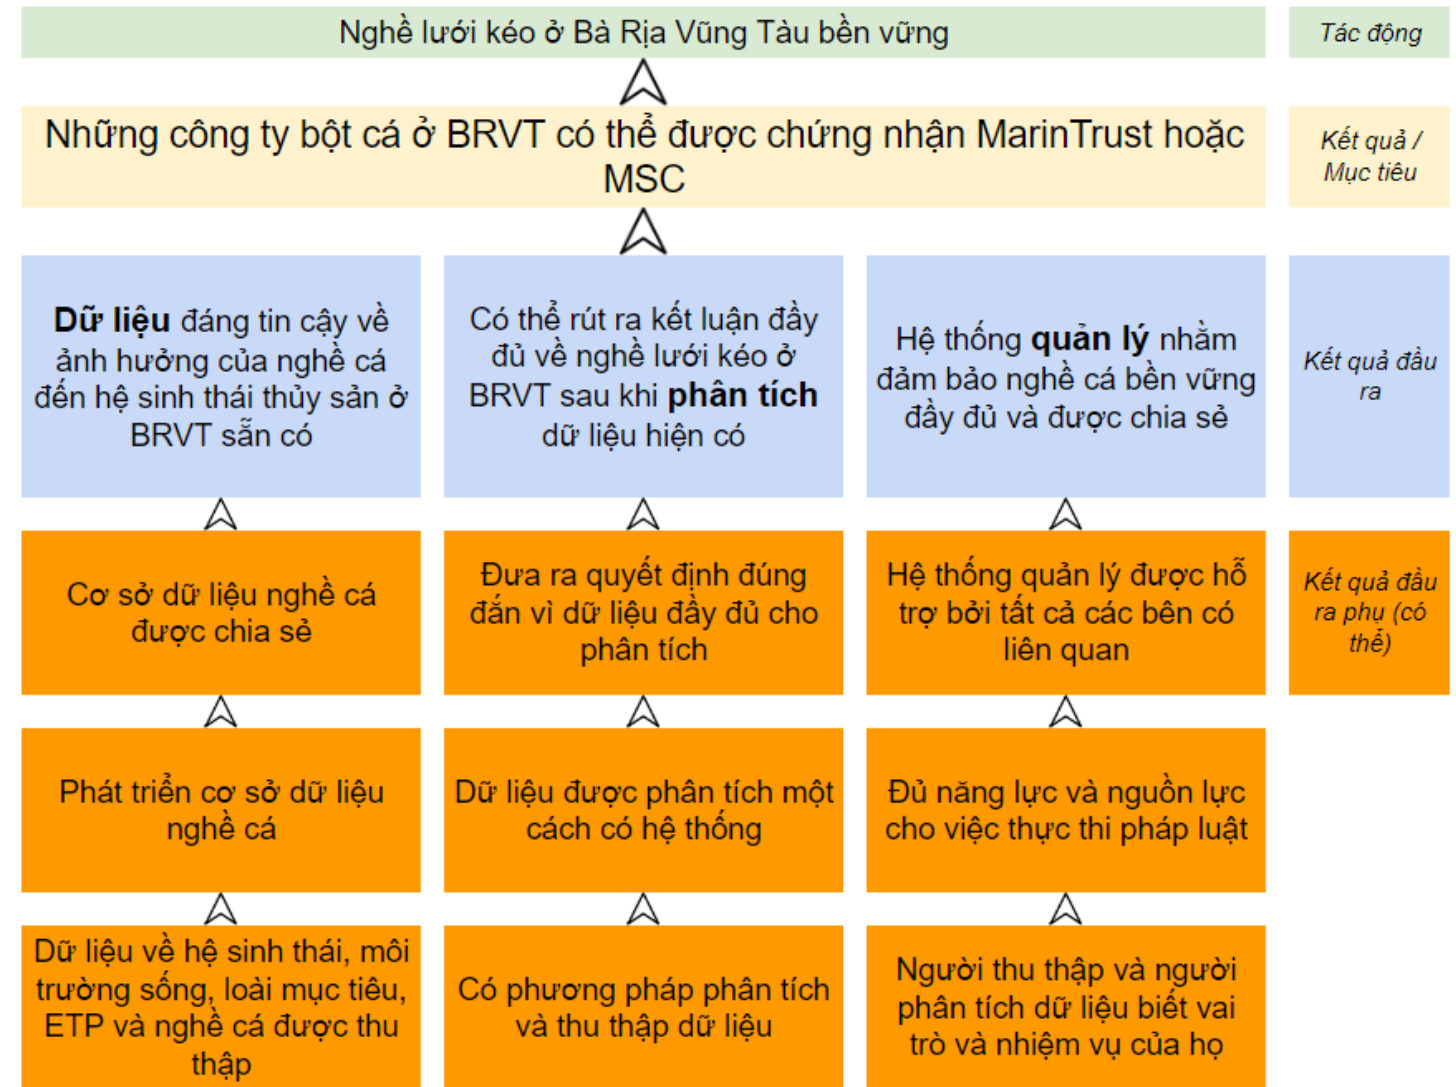 Nghề lưới kéo ở Bà Rịa Vũng Tàu bền vững
Tác động
Những công ty bột cá ở BRVT có thể được chứng nhận MarinTrust hoặc
MSC
Kết quả /
Mục tiêu
Dữ liệu đáng tin cậy về
ảnh hưởng của nghề cá
đến hệ sinh thái thủy sản ở
BRVT sẵn có
Có thể rút ra kết luận đầy
đủ về nghề lưới kéo ở
BRVT sau khi phân tích
dữ liệu hiện có
Hệ thống quản lý nhằm
đảm bảo nghề cá bền vững
đầy đủ và được chia sẻ
Kết quả đầu
ra
Cơ sở dữ liệu nghề cá
được chia sẻ
Đưa ra quyết định đúng
đắn vì dữ liệu đầy đủ cho
phân tích
Hệ thống quản lý được hỗ
trợ bởi tất cả các bên có
liên quan
Kết quả đầu
ra phụ (có
thể)
Phát triển cơ sở dữ liệu
nghề cá
Dữ liệu được phân tích một
cách có hệ thống
Đủ năng lực và nguồn lực
cho việc thực thi pháp luật
Dữ liệu về hệ sinh thái, môi
trường sống, loài mục tiêu,
ETP và nghề cá được thu
thập
Có phương pháp phân tích
và thu thập dữ liệu
Người thu thập và người
phân tích dữ liệu biết vai
trò và nhiệm vụ của họ